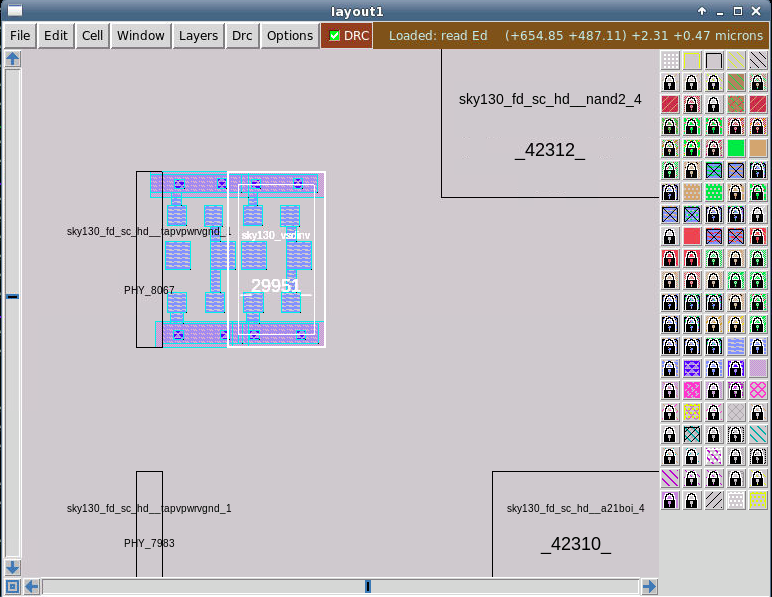 layout1
File Edit Cell Window Layers Drc Options DRC Loaded: read Ed (+654.85 +487.11) +2.31 +0.47 microns
sky130_fd_sc_hd__nand2_4
_42312_
sky130_fd_sc_hd__tapvpwrvgnd_1
sky130_vsdinv
PHY_8067
_29951_
sky130_fd_sc_hd__tapvpwrvgnd_1
sky130_fd_sc_hd__a21boi_4
PHY_7983
_42310_